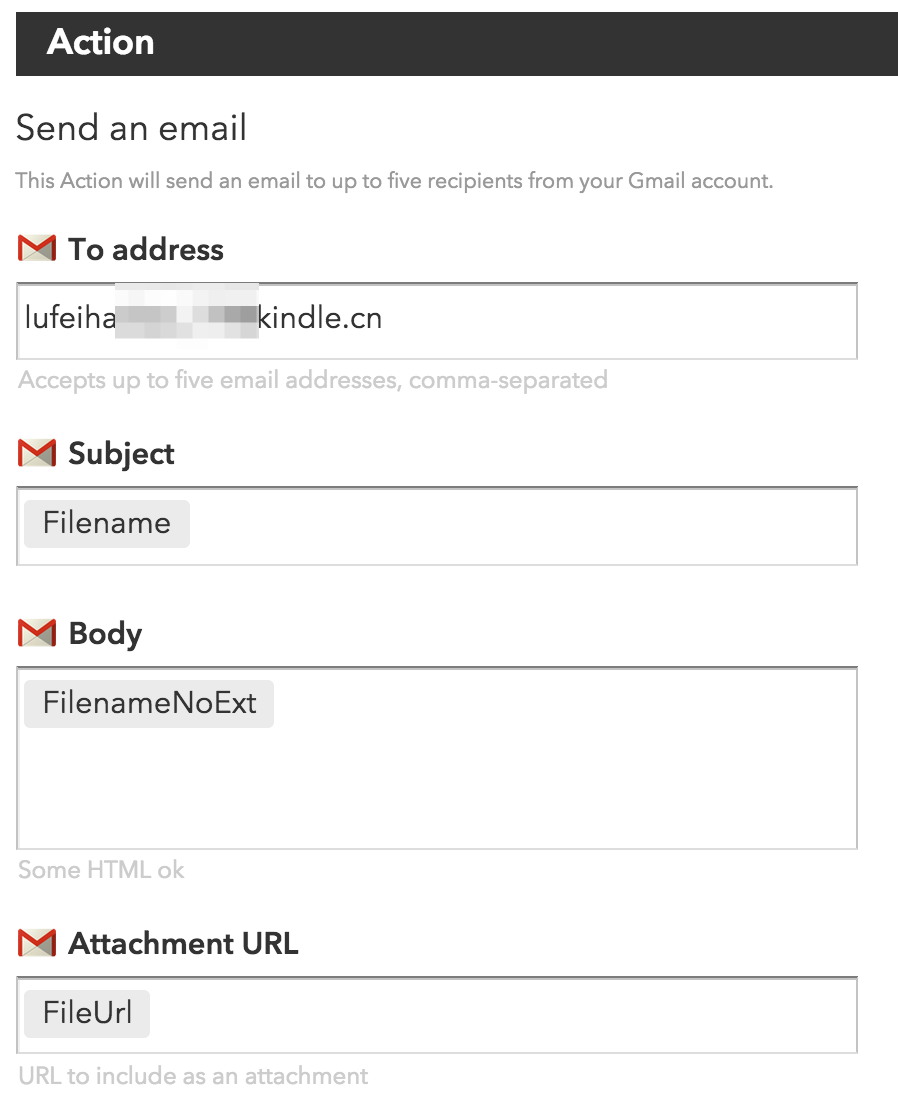 Action
Send an email
This Action will send an email to up to five recipients from your Gmail account.
To address
lufeiha kindle.cn
Accepts up to five email addresses, comma-separated
Subject
Filename
Body
FilenameNoExt
Some HTML ok
Attachment URL
FileUrl
URL to include as an attachment